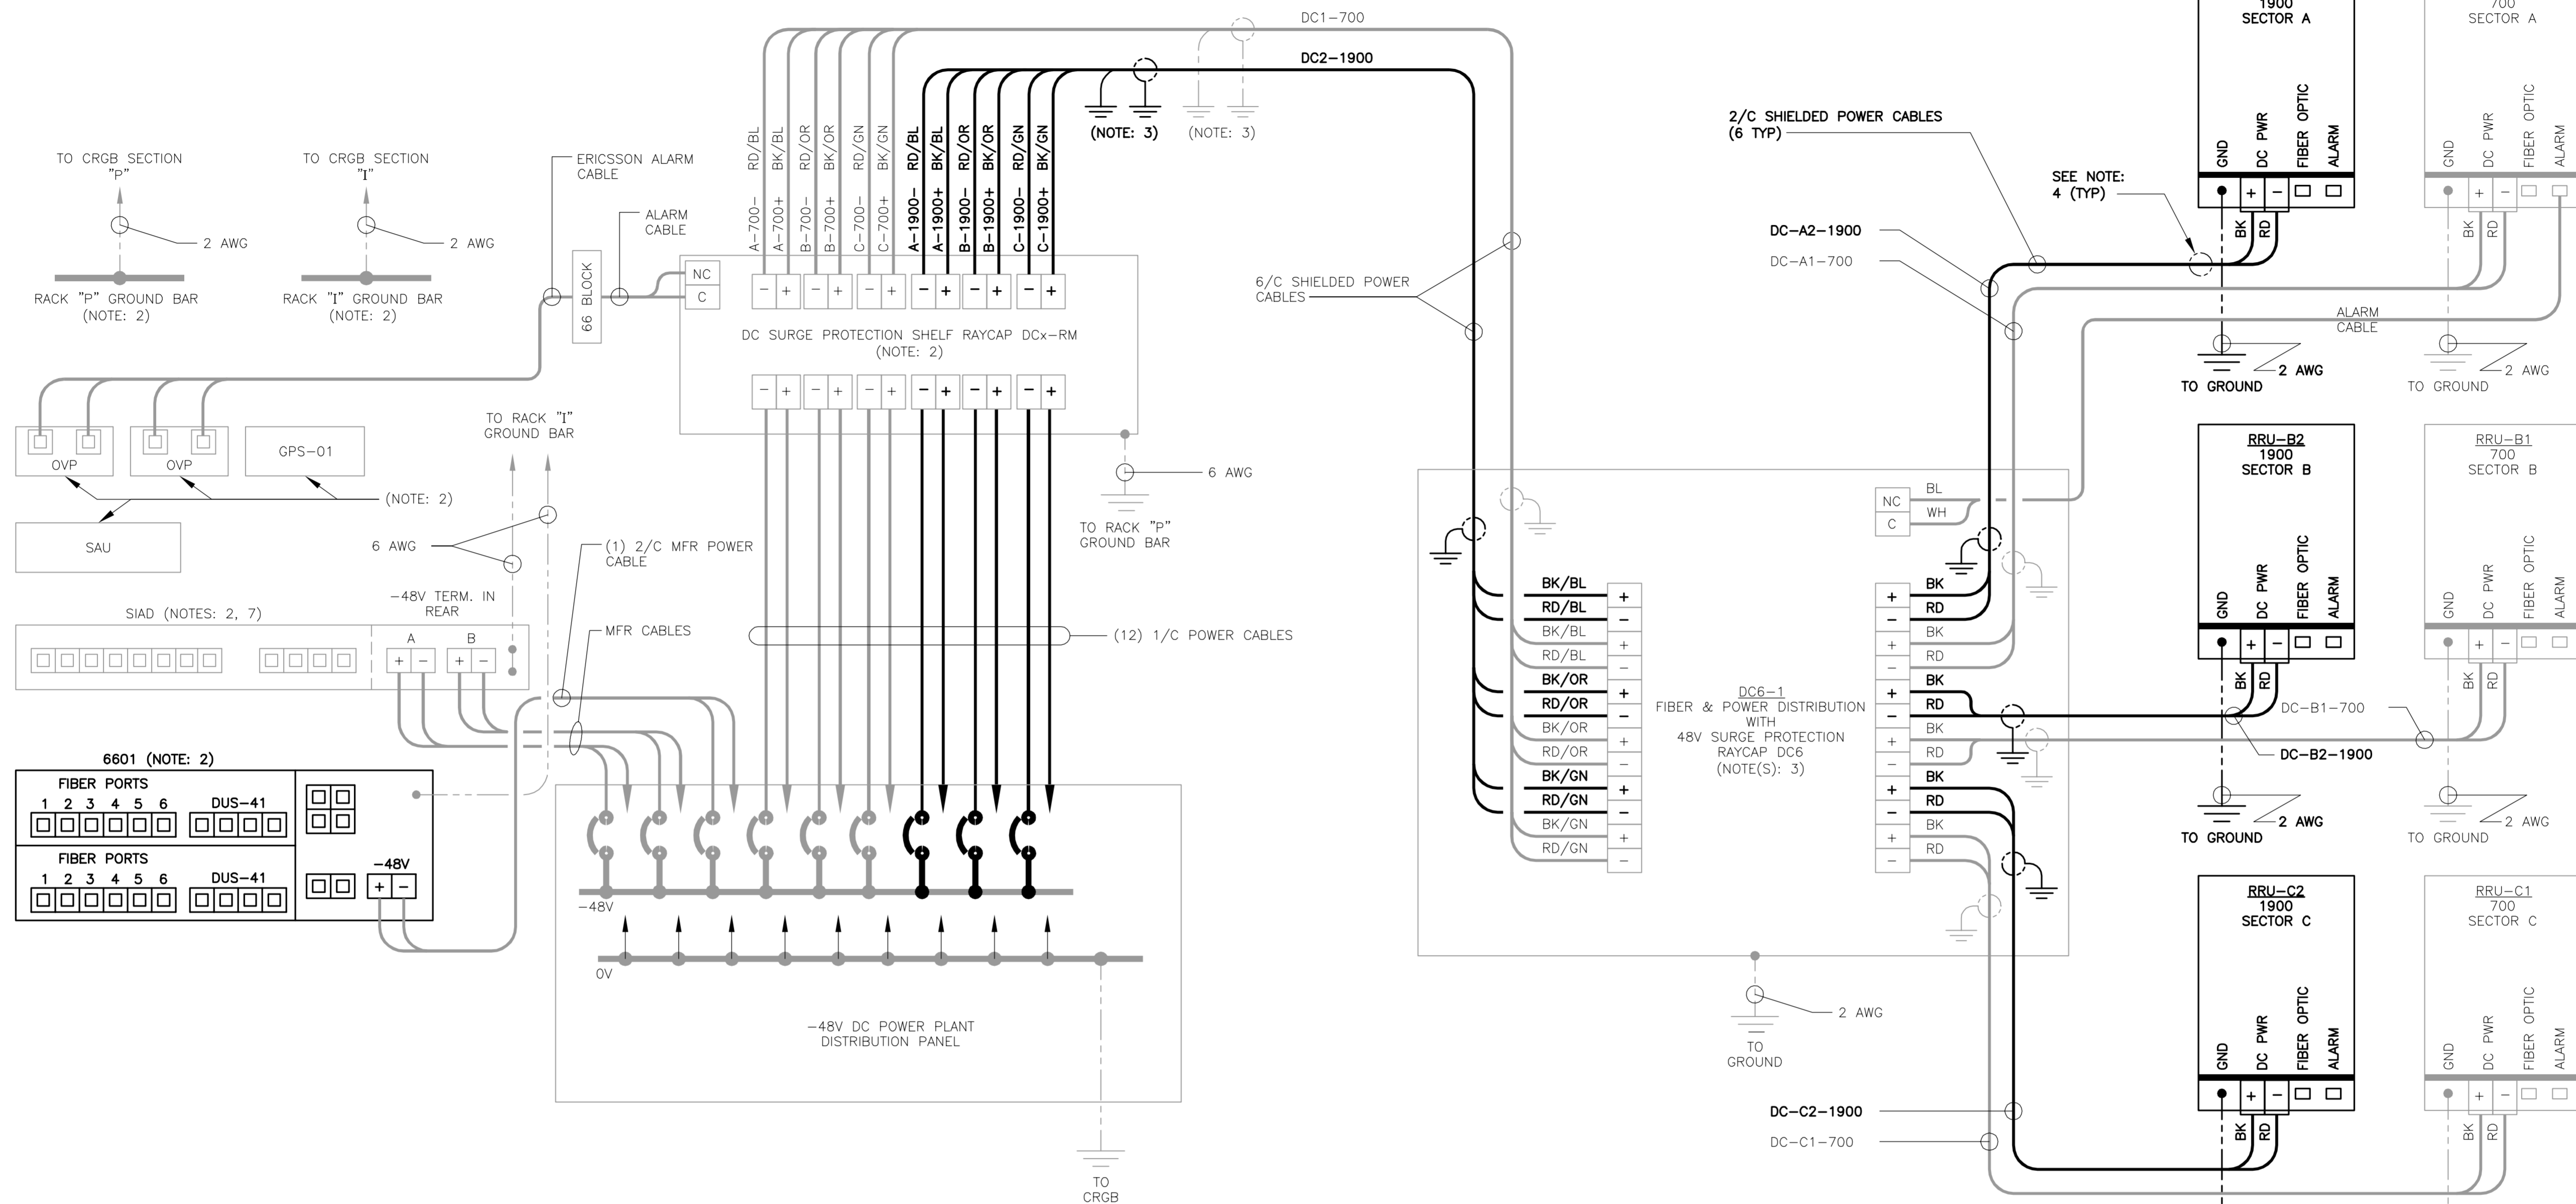 TO CRGB SECTION
"P"
2 AWG
RACK "P" GROUND BAR
(NOTE: 2)
TO CRGB SECTION
"I"
2 AWG
RACK "I" GROUND BAR
(NOTE: 2)
ERICSSON ALARM
CABLE
ALARM
CABLE
66 BLOCK
NC
C
DC1-700
DC2-1900
(NOTE: 3)
(NOTE: 3)
A-700- RD/BL
A-700+ BK/BL
B-700- RD/OR
B-700+ BK/OR
C-700- RD/GN
C-700+ BK/GN
A-1900- RD/BL
A-1900+ BK/BL
B-1900- RD/OR
B-1900+ BK/OR
C-1900- RD/GN
C-1900+ BK/GN
- + - + - + - + - + - +
DC SURGE PROTECTION SHELF RAYCAP DCx-RM
(NOTE: 2)
- + - + - + - + - + - +
6 AWG
TO RACK "P"
GROUND BAR
OVP
OVP
GPS-01
(NOTE: 2)
SAU
TO RACK "I"
GROUND BAR
6 AWG
-48V TERM. IN
REAR
SIAD (NOTES: 2, 7)
A
B
+ - + -
(1) 2/C MFR POWER
CABLE
MFR CABLES
(12) 1/C POWER CABLES
6601 (NOTE: 2)
FIBER PORTS
1 2 3 4 5 6 DUS-41
FIBER PORTS
1 2 3 4 5 6 DUS-41
-48V
+ -
-48V
0V
-48V DC POWER PLANT
DISTRIBUTION PANEL
TO
CRGB
6/C SHIELDED POWER
CABLES
2/C SHIELDED POWER CABLES
(6 TYP)
SEE NOTE:
4 (TYP)
DC-A2-1900
DC-A1-700
ALARM
CABLE
NC
C
BL
WH
BK/BL +
RD/BL -
BK/BL +
RD/BL -
BK/OR +
RD/OR -
BK/OR +
RD/OR -
BK/GN +
RD/GN -
BK/GN +
RD/GN -
DC6-1
FIBER & POWER DISTRIBUTION
WITH
48V SURGE PROTECTION
RAYCAP DC6
(NOTE(S): 3)
+ BK
- RD
+ BK
- RD
+ BK
- RD
+ BK
- RD
+ BK
- RD
+ BK
- RD
2 AWG
TO
GROUND
DC-C2-1900
DC-C1-700
1900
SECTOR A
GND
DC PWR
FIBER OPTIC
ALARM
+ -
BK
RD
2 AWG
TO GROUND
700
SECTOR A
GND
DC PWR
FIBER OPTIC
ALARM
+ -
BK
RD
2 AWG
TO GROUND
RRU-B2
1900
SECTOR B
GND
DC PWR
FIBER OPTIC
ALARM
+ -
BK
RD
DC-B2-1900
2 AWG
TO GROUND
RRU-B1
700
SECTOR B
GND
DC PWR
FIBER OPTIC
ALARM
+ -
BK
RD
DC-B1-700
2 AWG
TO GROUND
RRU-C2
1900
SECTOR C
GND
DC PWR
FIBER OPTIC
ALARM
+ -
BK
RD
RRU-C1
700
SECTOR C
GND
DC PWR
FIBER OPTIC
ALARM
+ -
BK
RD